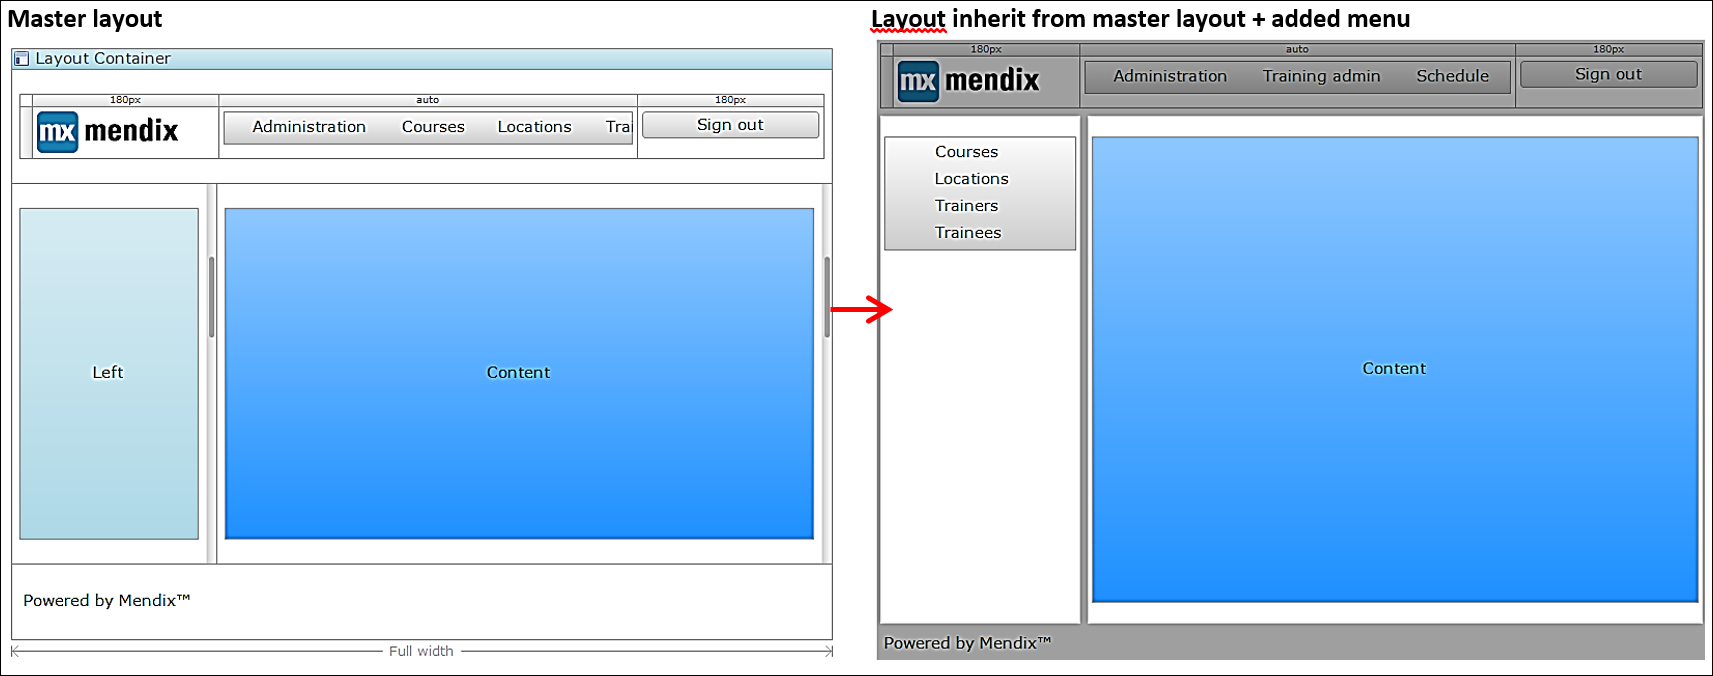 Master layout
Layout Container
180px auto 180px
mx mendix Administration Courses Locations Trai Sign out
Left
Content
Powered by Mendix™
Full width
Layout inherit from master layout + added menu
180px auto 180px
mx mendix Administration Training admin Schedule Sign out
Courses
Locations
Trainers
Trainees
Content
Powered by Mendix™